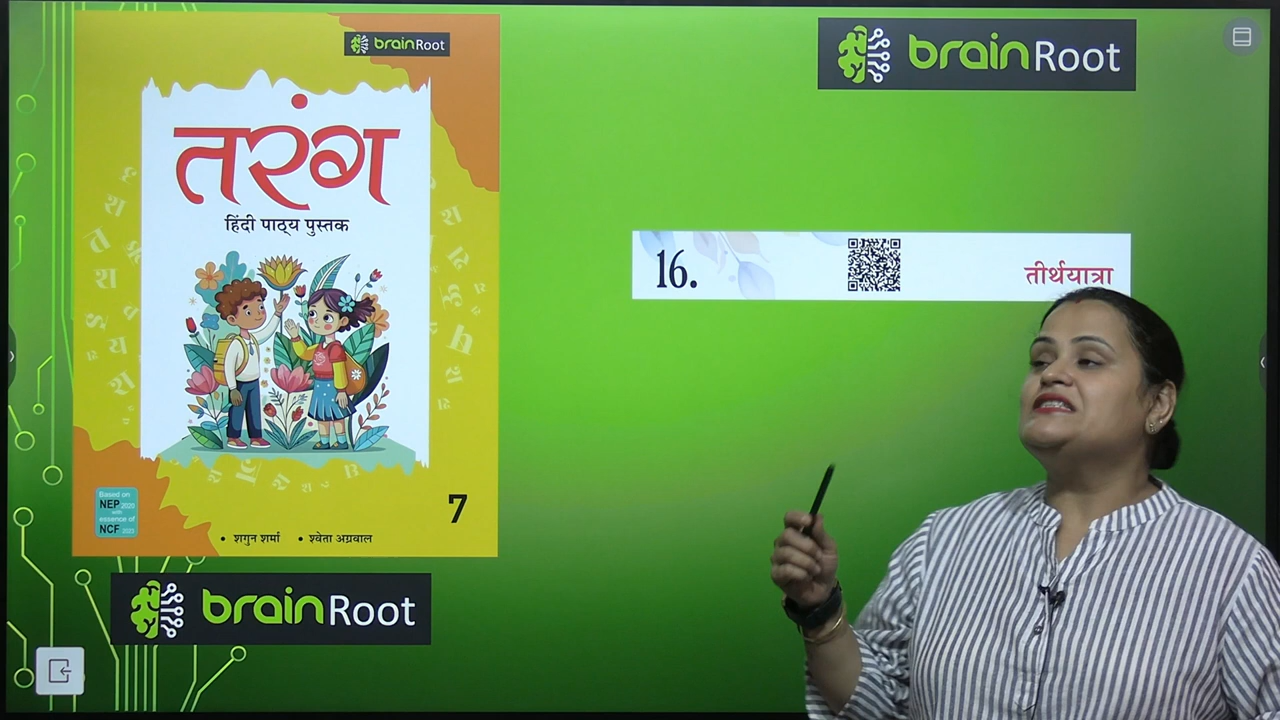 brainRoot
तरंग
हिंदी पाठ्य पुस्तक
Based on
NEP 2020
with
essence of
NCF 2023
7
• शगुन शर्मा • श्वेता अग्रवाल
brainRoot
brainRoot
16.
तीर्थयात्रा